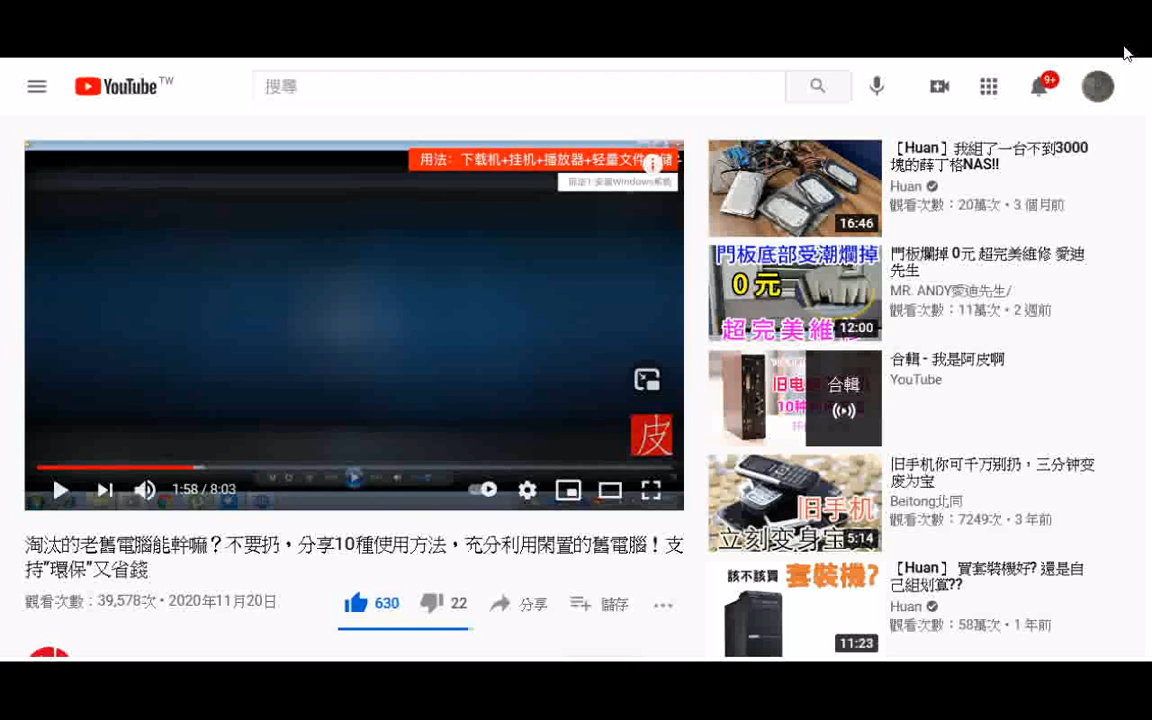 YouTube TW
搜尋
9+
用法：下载机+挂机+播放器+轻量文件
皮
1:58 / 8:03
淘汰的老舊電腦能幹嘛？不要扔，分享10種使用方法，充分利用閑置的舊電腦！支
持"環保"又省錢
觀看次數：39,578次 • 2020年11月20日
630
22
分享
儲存
16:46
【Huan】我組了一台不到3000
塊的薛丁格NAS!!
Huan
觀看次數：20萬次 • 3 個月前
門板底部受潮爛掉
0元
超完美維修
12:00
門板爛掉 0元 超完美維修 愛迪
先生
MR. ANDY愛迪先生/
觀看次數：11萬次 • 2 週前
旧电
10种
合輯
合輯 - 我是阿皮啊
YouTube
旧手机
立刻变身宝
5:14
旧手机你可千万别扔，三分钟变
废为宝
Beitong北同
觀看次數：7249次 • 3 年前
該不該買 套裝機?
11:23
【Huan】買套裝機好? 還是自
己組划算??
Huan
觀看次數：58萬次 • 1 年前